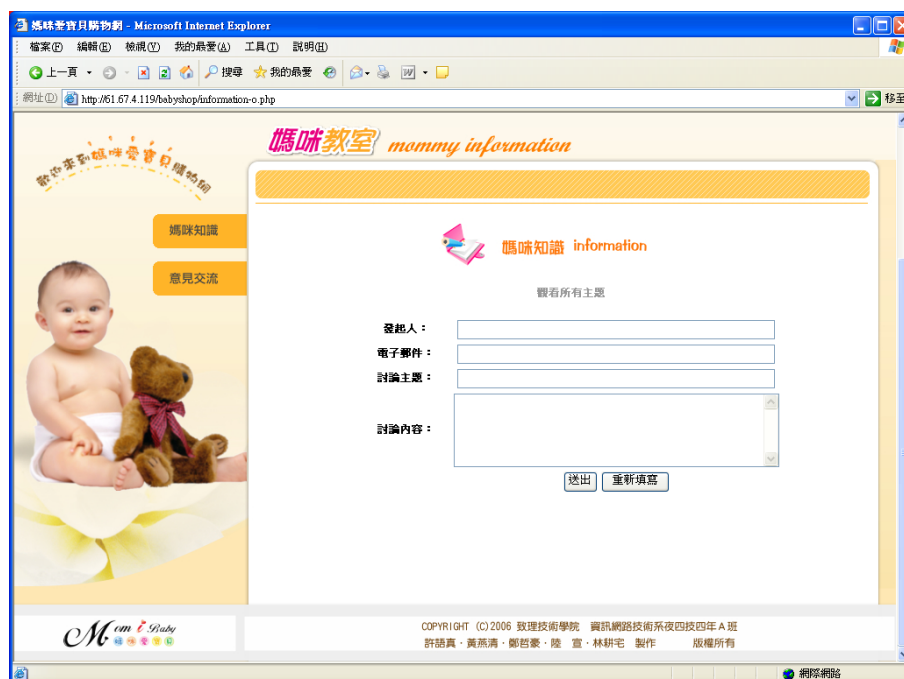 媽咪愛寶貝購物網 - Microsoft Internet Explorer
檔案(F) 編輯(E) 檢視(V) 我的最愛(A) 工具(T) 說明(H)
上一頁 搜尋 我的最愛
網址(D) http://61.67.4.119/babyshop/information-o.php 移至
歡迎來到媽咪愛寶貝購物網
媽咪教室 mommy information
媽咪知識
意見交流
媽咪知識 information
觀看所有主題
發起人：
電子郵件：
討論主題：
討論內容：
送出 重新填寫
Mom i Baby
媽咪愛寶貝
COPYRIGHT (C)2006 致理技術學院 資訊網路技術系夜四技四年A班
許語真‧黃燕清‧鄭哲豪‧陸 宣‧林耕宅 製作 版權所有
網際網路